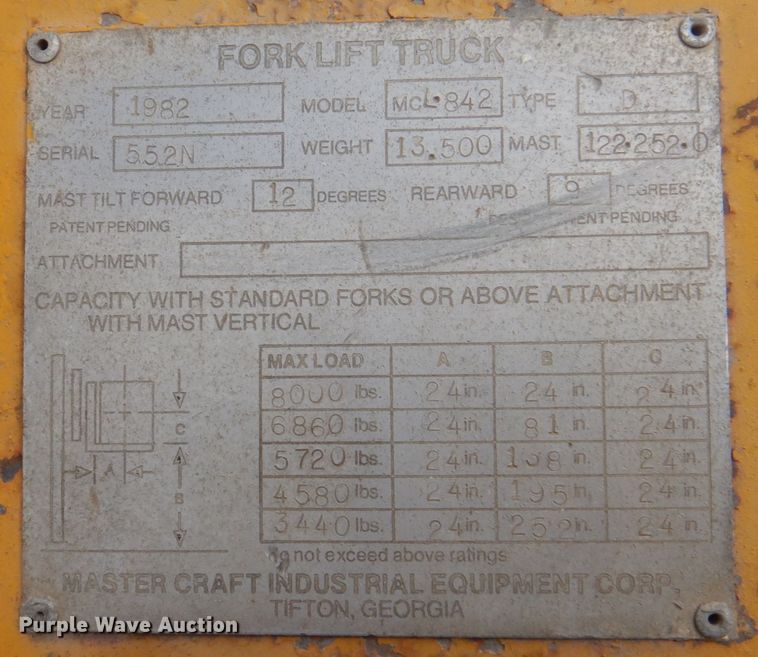 FORK LIFT TRUCK
YEAR 1982 MODEL MCL-842 TYPE D
SERIAL 552N WEIGHT 13.500 MAST 122.252.0
MAST TILT FORWARD 12 DEGREES REARWARD 9 DEGREES
PATENT PENDING PENDING
ATTACHMENT
CAPACITY WITH STANDARD FORKS OR ABOVE ATTACHMENT
WITH MAST VERTICAL
MAX LOAD A B C
8000 lbs. 24 in. 24 in. 24 in.
6860 lbs. 24 in. 81 in. 24 in.
5720 lbs. 24 in. 138 in. 24 in.
4580 lbs. 24 in. 195 in. 24 in.
3440 lbs. 24 in. 252 in. 24 in.
C
A
B
do not exceed above ratings
MASTER CRAFT INDUSTRIAL EQUIPMENT CORP.
TIFTON, GEORGIA
Purple Wave Auction